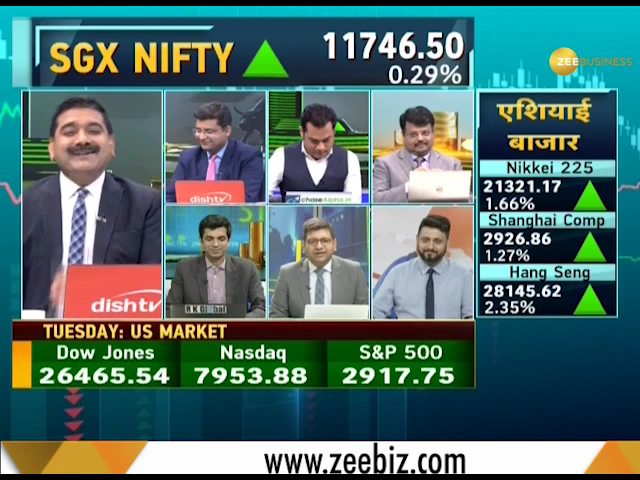 SGX NIFTY
11746.50
0.29%
ZEE BUSINESS
dishtv
chaseAlpha.in
dishtv
R K Global
एशियाई
बाजार
Nikkei 225
21321.17
1.66%
Shanghai Comp
2926.86
1.27%
Hang Seng
28145.62
2.35%
TUESDAY: US MARKET
Dow Jones
26465.54
Nasdaq
7953.88
S&P 500
2917.75
www.zeebiz.com